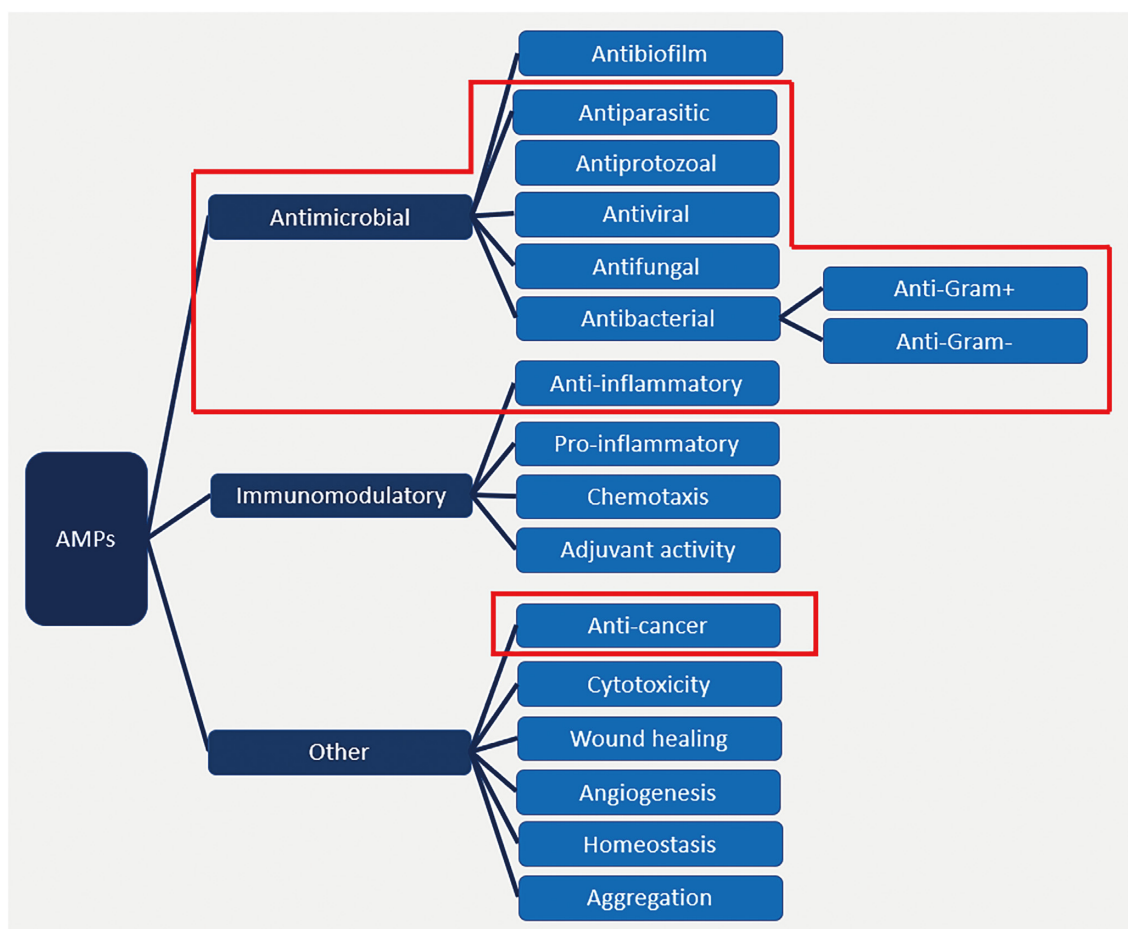 AMPs
Antimicrobial
Antibiofilm
Antiparasitic
Antiprotozoal
Antiviral
Antifungal
Antibacterial
Anti-Gram+
Anti-Gram-
Immunomodulatory
Anti-inflammatory
Pro-inflammatory
Chemotaxis
Adjuvant activity
Other
Anti-cancer
Cytotoxicity
Wound healing
Angiogenesis
Homeostasis
Aggregation